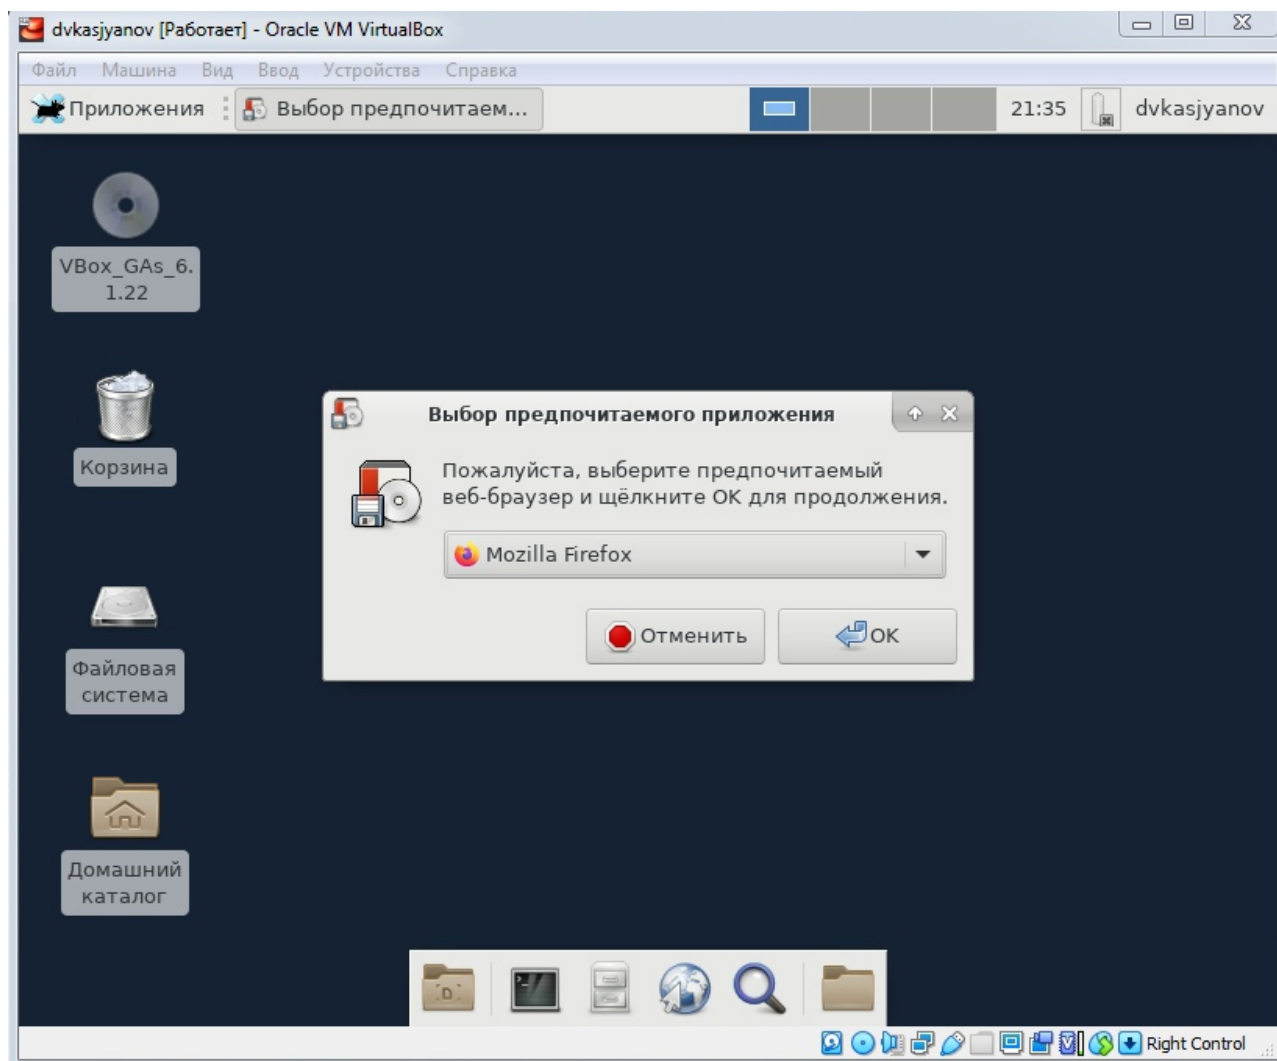 dvkasjyanov [Работает] - Oracle VM VirtualBox
Файл Машина Вид Ввод Устройства Справка
Приложения Выбор предпочитаем... 21:35 dvkasjyanov
VBox_GAs_6.
1.22
Корзина
Файловая
система
Домашний
каталог
Выбор предпочитаемого приложения
Пожалуйста, выберите предпочитаемый
веб-браузер и щёлкните OK для продолжения.
Mozilla Firefox
Отменить OK
Right Control